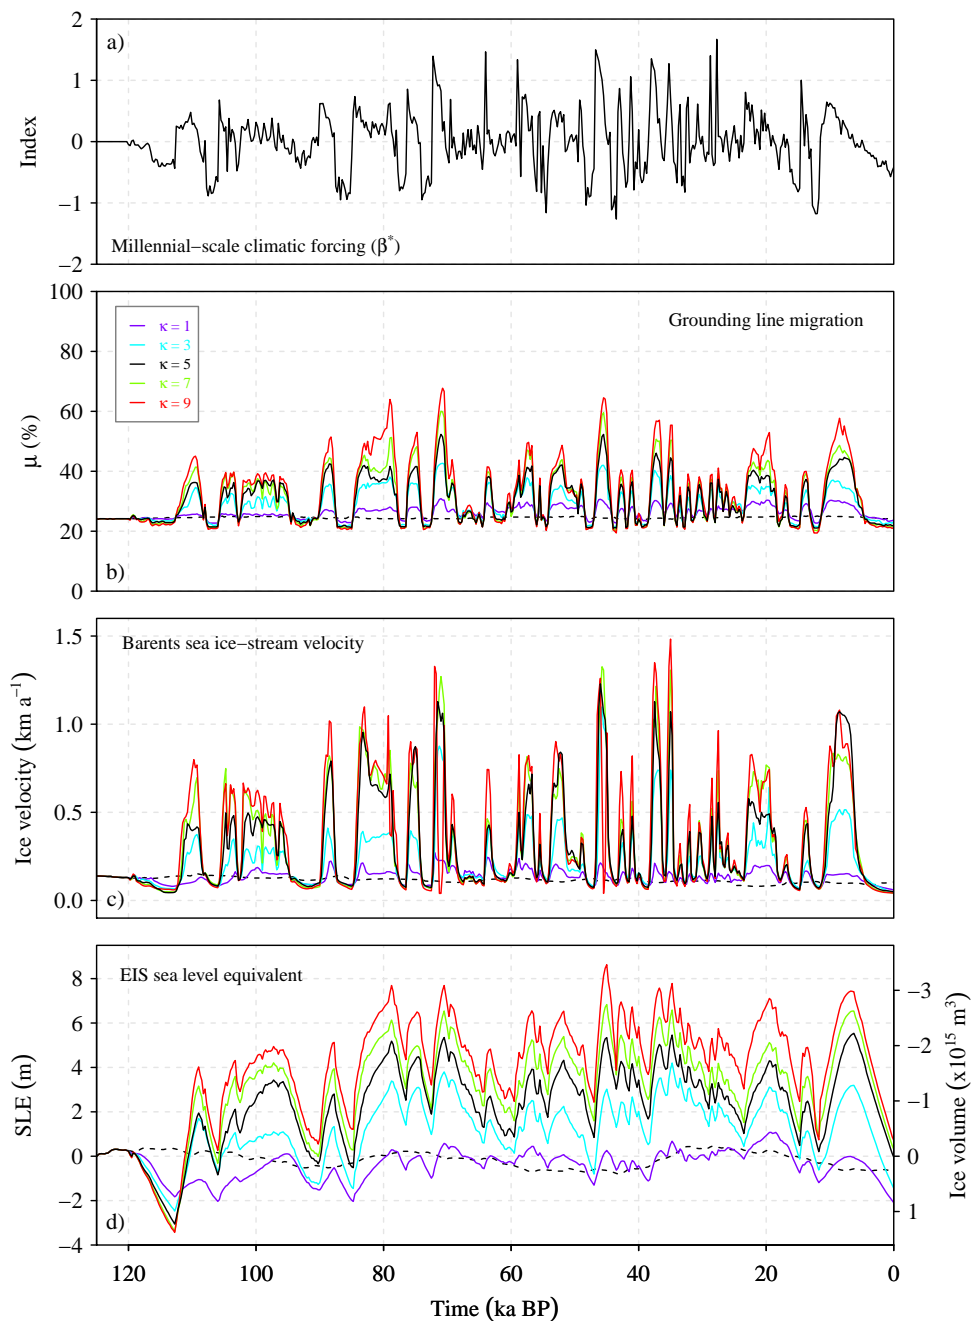 a)
2
1
0
−1
−2
Index
Millennial−scale climatic forcing (β*)
100
80
60
40
20
0
μ (%)
κ = 1
κ = 3
κ = 5
κ = 7
κ = 9
Grounding line migration
b)
1.5
1.0
0.5
0.0
Ice velocity (km a⁻¹)
Barents sea ice−stream velocity
c)
8
6
4
2
0
−2
−4
SLE (m)
EIS sea level equivalent
d)
−3
−2
−1
0
1
Ice volume (x 10¹⁵ m³)
120 100 80 60 40 20 0
Time (ka BP)